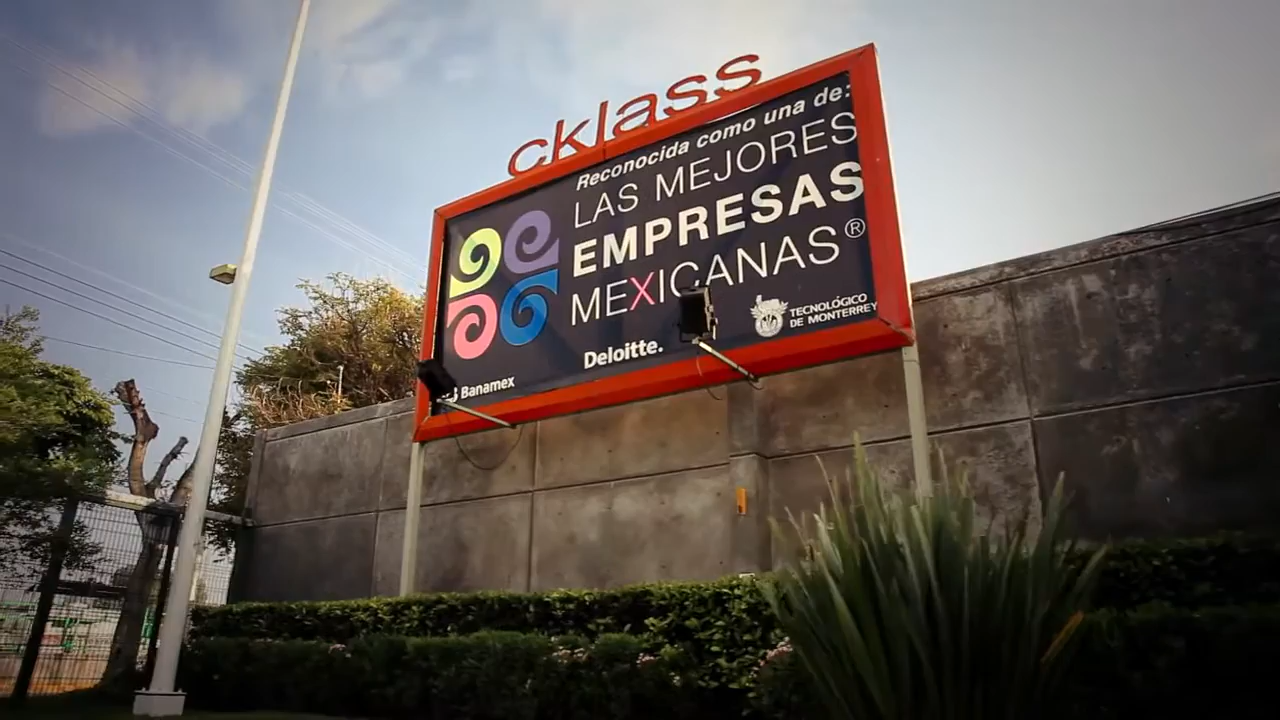 cklass
Reconocida como una de:
LAS MEJORES
EMPRESAS
MEXICANAS®
TECNOLÓGICO
DE MONTERREY
Deloitte.
Banamex